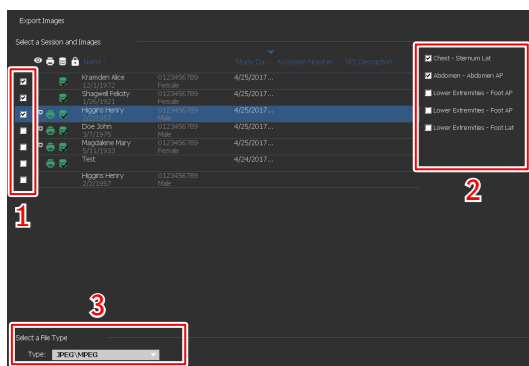 Export Images
Select a Session and Images
Name Study Da... Accession Number RPS Description
Kramden Alice 0123456789 4/25/2017...
12/1/1972 Female
Shagwell Felicity 0123456789 4/25/2017...
1/26/1921 Female
Higgins Henry 0123456789 4/25/2017...
2/2/1957 Male
Doe John 0123456789 4/25/2017...
3/7/1975 Male
Magdalene Mary 0123456789 4/25/2017...
5/11/1933 Female
Test 4/24/2017...
Higgins Henry 0123456789
2/2/1957 Male
Chest - Sternum Lat
Abdomen - Abdomen AP
Lower Extremities - Foot AP
Lower Extremities - Foot AP
Lower Extremities - Foot Lat
1
2
3
Select a File Type
Type: JPEG\MPEG